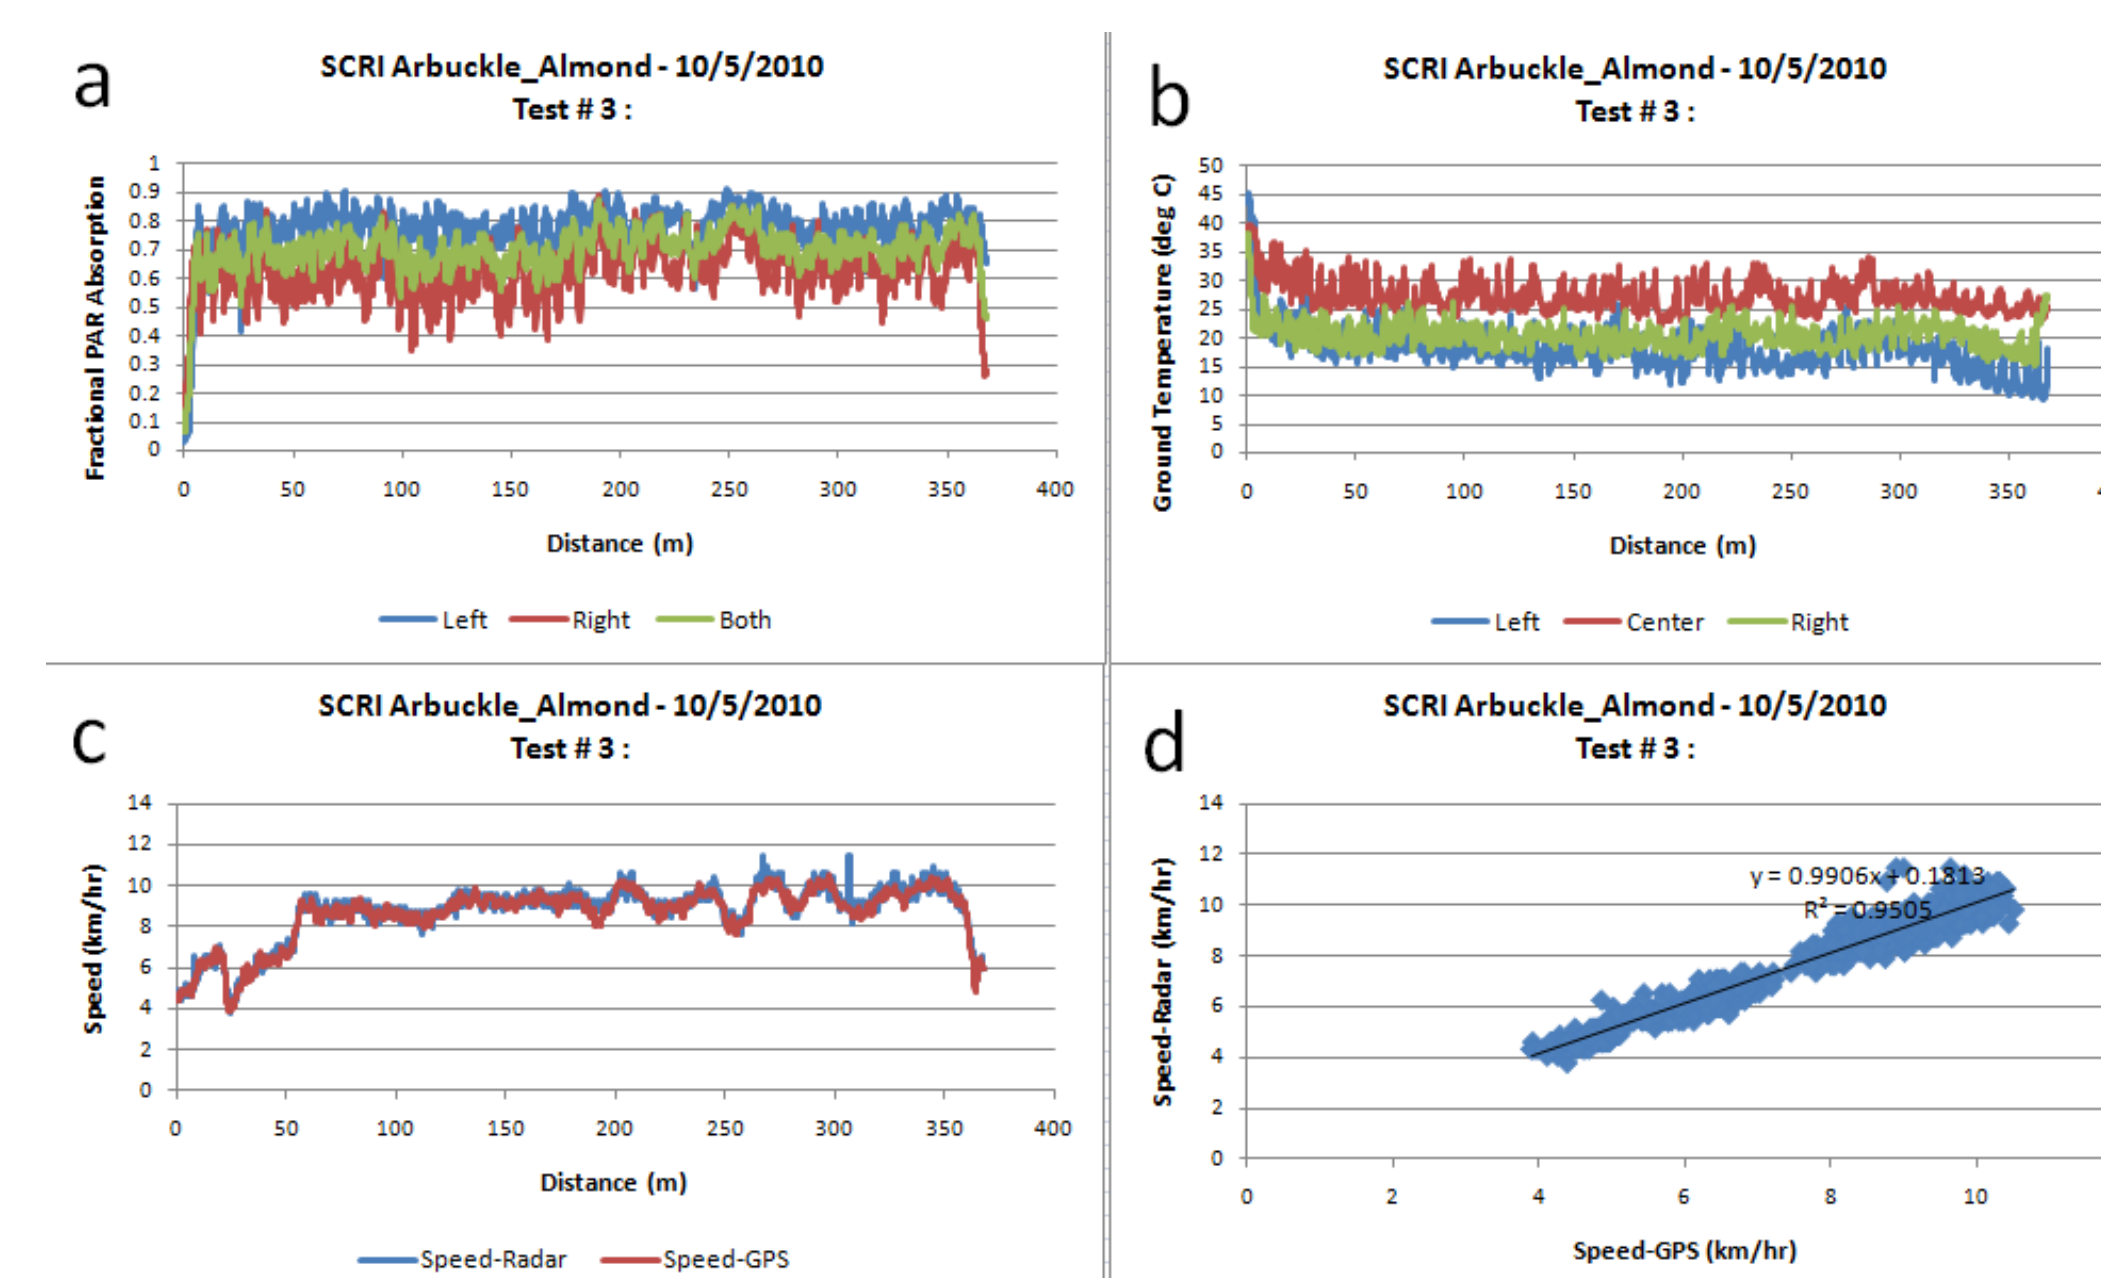 a
SCRI Arbuckle_Almond - 10/5/2010
Test # 3 :
Fractional PAR Absorption
1
0.9
0.8
0.7
0.6
0.5
0.4
0.3
0.2
0.1
0
0 50 100 150 200 250 300 350 400
Distance (m)
Left Right Both
b
SCRI Arbuckle_Almond - 10/5/2010
Test # 3 :
Ground Temperature (deg C)
50
45
40
35
30
25
20
15
10
5
0
0 50 100 150 200 250 300 350
Distance (m)
Left Center Right
c
SCRI Arbuckle_Almond - 10/5/2010
Test # 3 :
Speed (km/hr)
14
12
10
8
6
4
2
0
0 50 100 150 200 250 300 350 400
Distance (m)
Speed-Radar Speed-GPS
d
SCRI Arbuckle_Almond - 10/5/2010
Test # 3 :
Speed-Radar (km/hr)
14
12
10
8
6
4
2
0
y = 0.9906x + 0.1813
R² = 0.9505
0 2 4 6 8 10
Speed-GPS (km/hr)